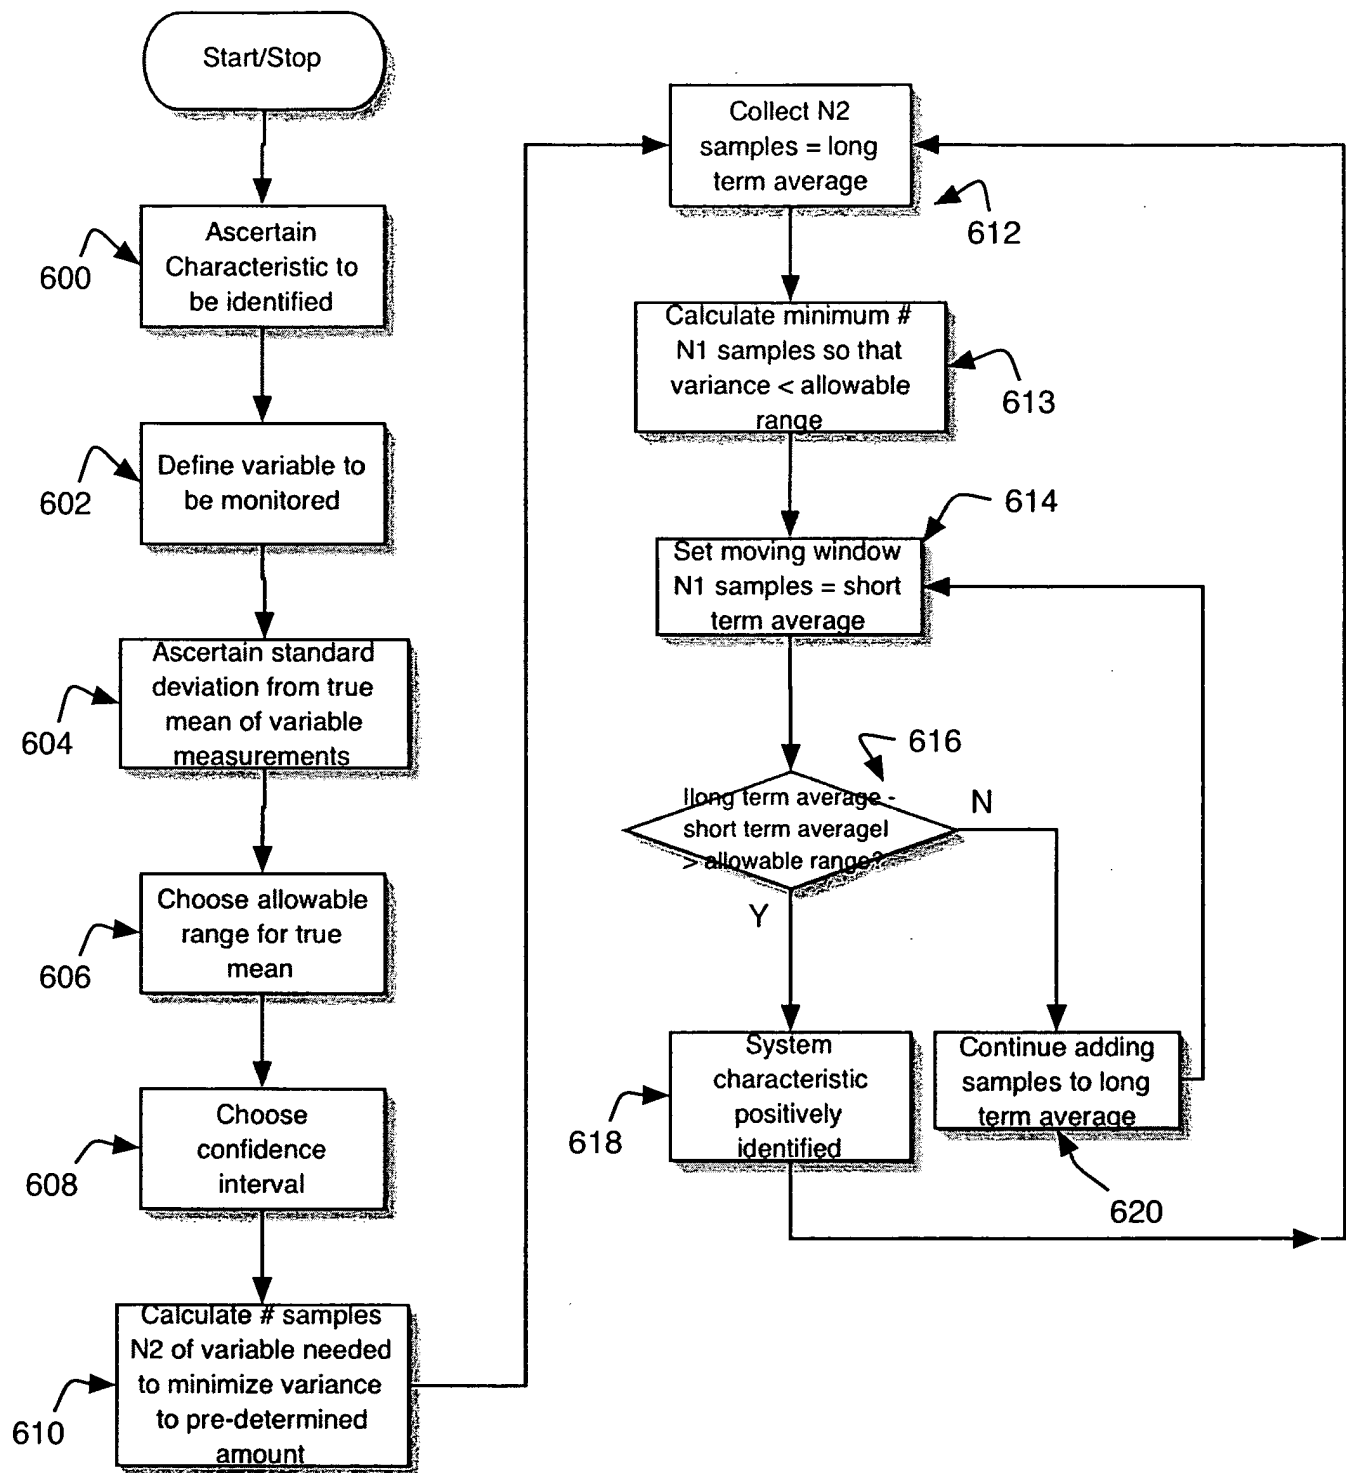 Start/Stop
600
Ascertain
Characteristic to
be identified
602
Define variable to
be monitored
604
Ascertain standard
deviation from true
mean of variable
measurements
606
Choose allowable
range for true
mean
608
Choose
confidence
interval
610
Calculate # samples
N2 of variable needed
to minimize variance
to pre-determined
amount
Collect N2
samples = long
term average
612
Calculate minimum #
N1 samples so that
variance < allowable
range
613
614
Set moving window
N1 samples = short
term average
616
|long term average -
short term average|
> allowable range?
N
Y
618
System
characteristic
positively
identified
Continue adding
samples to long
term average
620